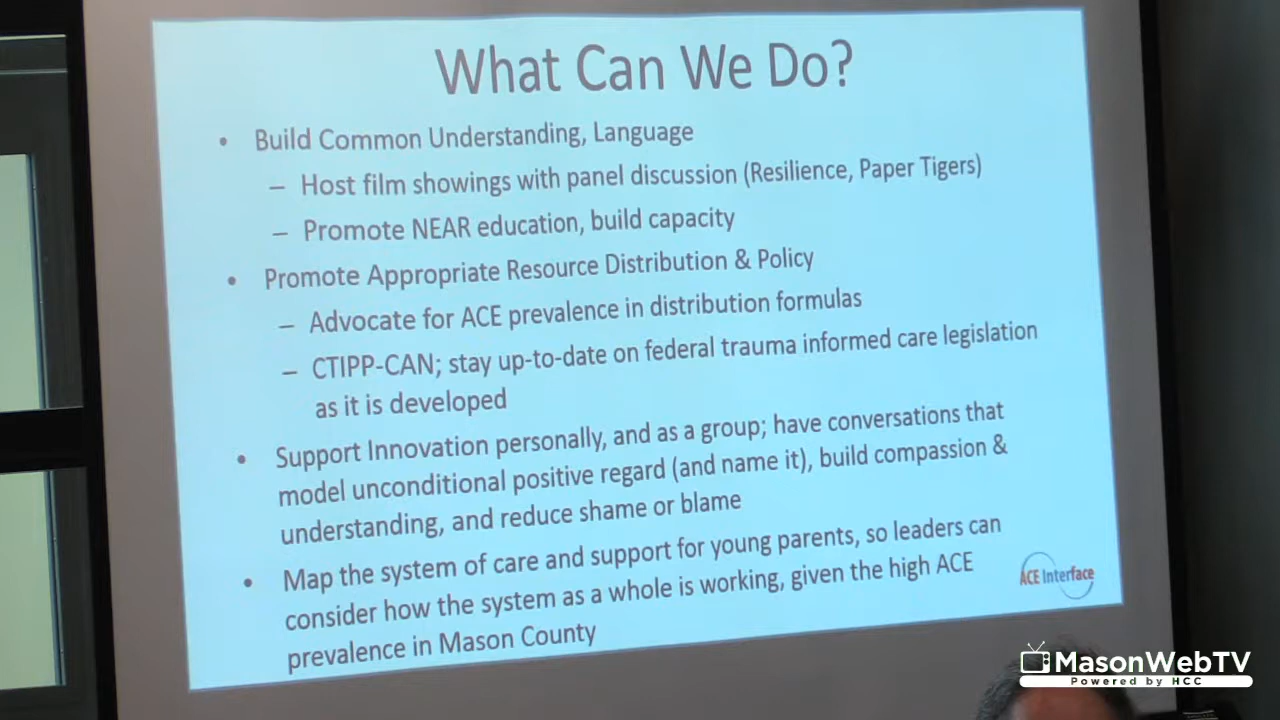 What Can We Do?
• Build Common Understanding, Language
– Host film showings with panel discussion (Resilience, Paper Tigers)
– Promote NEAR education, build capacity
• Promote Appropriate Resource Distribution & Policy
– Advocate for ACE prevalence in distribution formulas
– CTIPP-CAN; stay up-to-date on federal trauma informed care legislation
as it is developed
• Support Innovation personally, and as a group; have conversations that
model unconditional positive regard (and name it), build compassion &
understanding, and reduce shame or blame
• Map the system of care and support for young parents, so leaders can
consider how the system as a whole is working, given the high ACE
prevalence in Mason County
ACE Interface
MasonWebTV
Powered by HCC